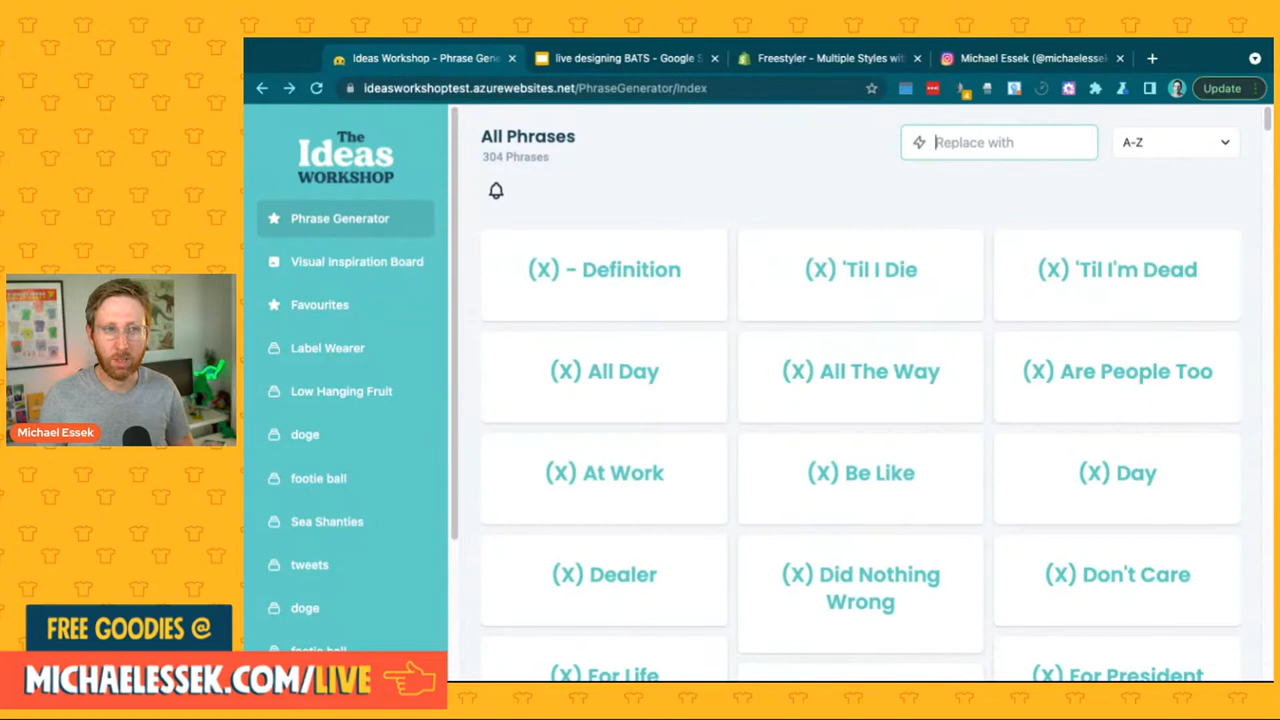 Ideas Workshop - Phrase Gene
live designing BATS - Google S
Freestyler - Multiple Styles with
Michael Essek (@michaelessek
ideasworkshoptest.azurewebsites.net/PhraseGenerator/Index
Update
The
Ideas
WORKSHOP
Phrase Generator
Visual Inspiration Board
Favourites
Label Wearer
Low Hanging Fruit
doge
footie ball
Sea Shanties
tweets
doge
footie ball
All Phrases
304 Phrases
Replace with
A-Z
(X) - Definition
(X) 'Til I Die
(X) 'Til I'm Dead
(X) All Day
(X) All The Way
(X) Are People Too
(X) At Work
(X) Be Like
(X) Day
(X) Dealer
(X) Did Nothing
Wrong
(X) Don't Care
(X) For Life
(X) For President
Michael Essek
FREE GOODIES @
MICHAELESSEK.COM/LIVE